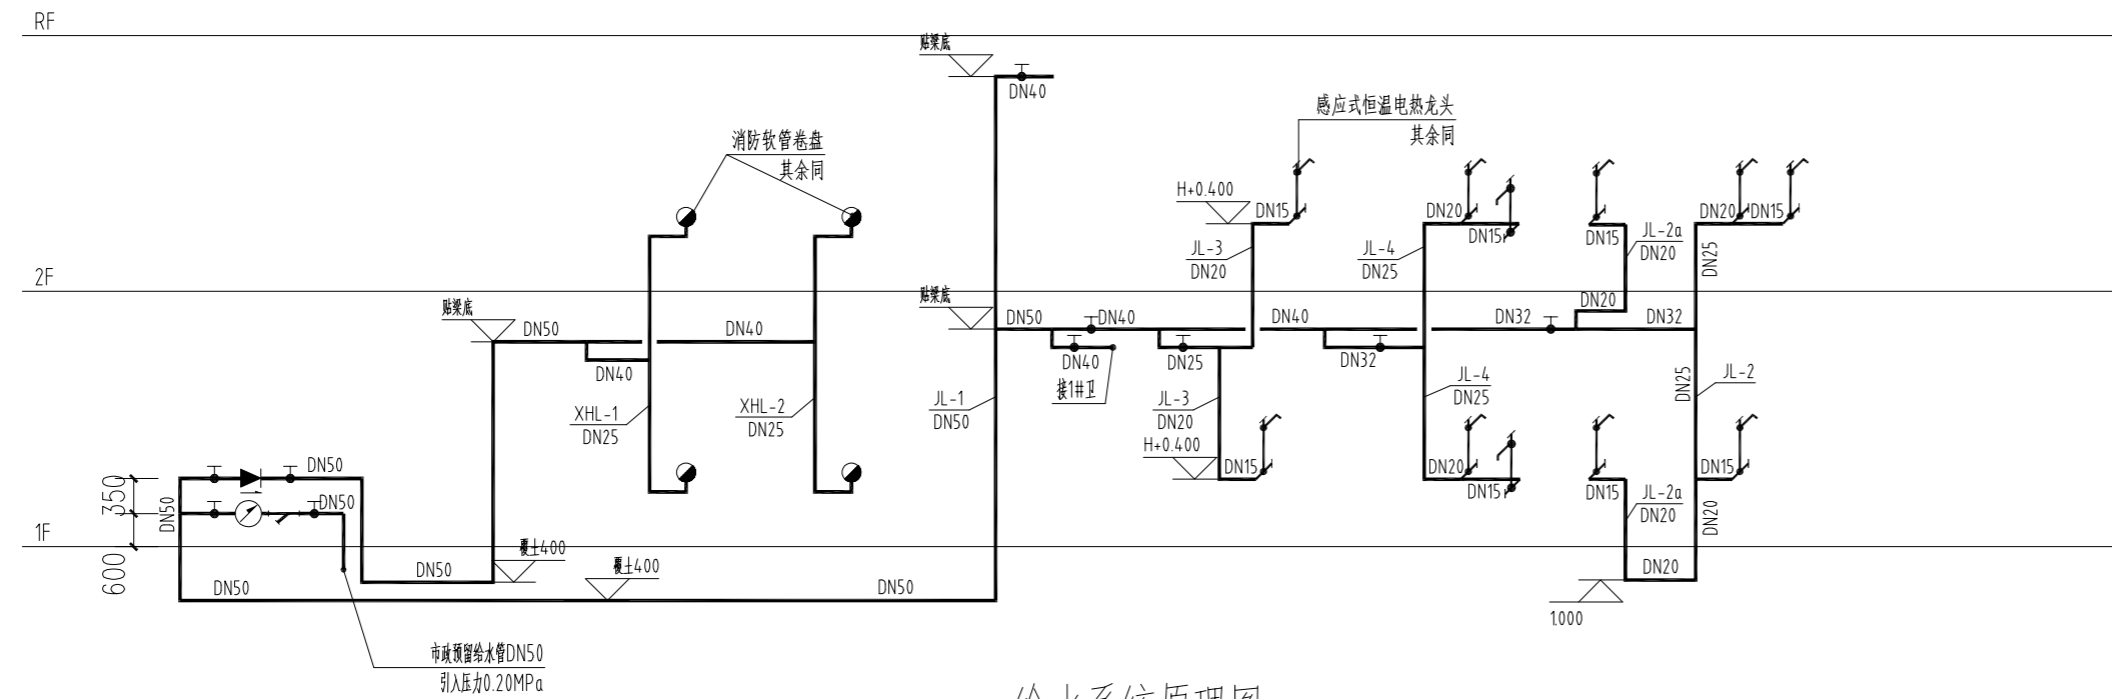 RF
贴梁底
DN40
感应式恒温电热龙头
其余同
消防软管卷盘
其余同
H+0.400
DN15
DN20
DN15
DN15
DN20
DN15
JL-3
DN20
JL-4
DN25
JL-2a
DN20
DN25
2F
贴梁底
DN50
DN40
贴梁底
DN50
DN40
DN40
DN32
DN20
DN32
DN40
DN40
DN25
DN32
接1#卫
XHL-1
DN25
XHL-2
DN25
JL-1
DN50
JL-3
DN20
JL-4
DN25
DN25
JL-2
H+0.400
DN15
DN20
DN15
DN15
DN15
JL-2a
DN20
DN20
350
DN50
DN50
DN50
1F
600
覆土400
DN50
覆土400
DN50
DN50
DN20
1.000
市政预留给水管DN50
引入压力0.20MPa
给水系统原理图